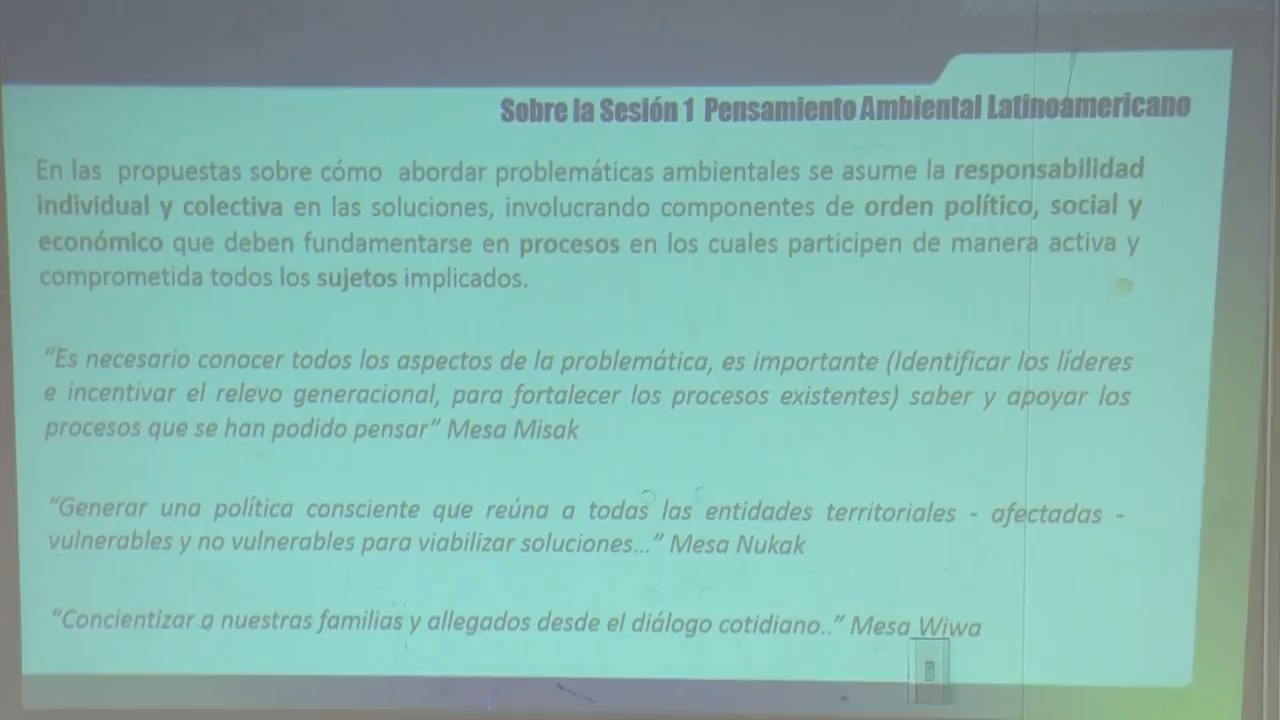 Sobre la Sesión 1 Pensamiento Ambiental Latinoamericano
En las propuestas sobre cómo abordar problemáticas ambientales se asume la responsabilidad
individual y colectiva en las soluciones, involucrando componentes de orden político, social y
económico que deben fundamentarse en procesos en los cuales participen de manera activa y
comprometida todos los sujetos implicados.
“Es necesario conocer todos los aspectos de la problemática, es importante (Identificar los líderes
e incentivar el relevo generacional, para fortalecer los procesos existentes) saber y apoyar los
procesos que se han podido pensar” Mesa Misak
“Generar una política consciente que reúna a todas las entidades territoriales - afectadas -
vulnerables y no vulnerables para viabilizar soluciones...” Mesa Nukak
“Concientizar a nuestras familias y allegados desde el diálogo cotidiano..” Mesa Wiwa